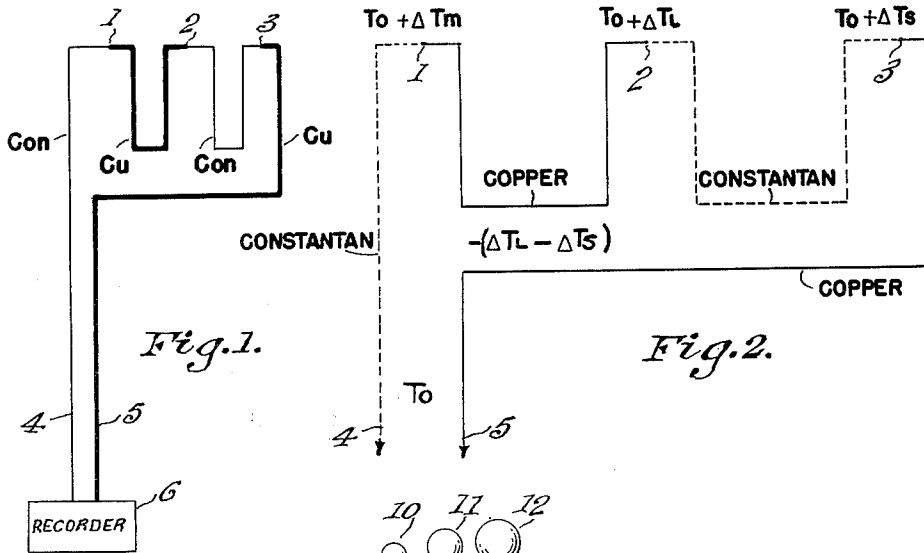 1 2 3
Con Cu Con Cu
Fig.1.
4 5
RECORDER 6
To + ΔTm To + ΔTL To + ΔTs
1 2 3
COPPER CONSTANTAN
CONSTANTAN -(ΔTL - ΔTs)
COPPER
Fig.2.
To
4 5
10 11 12